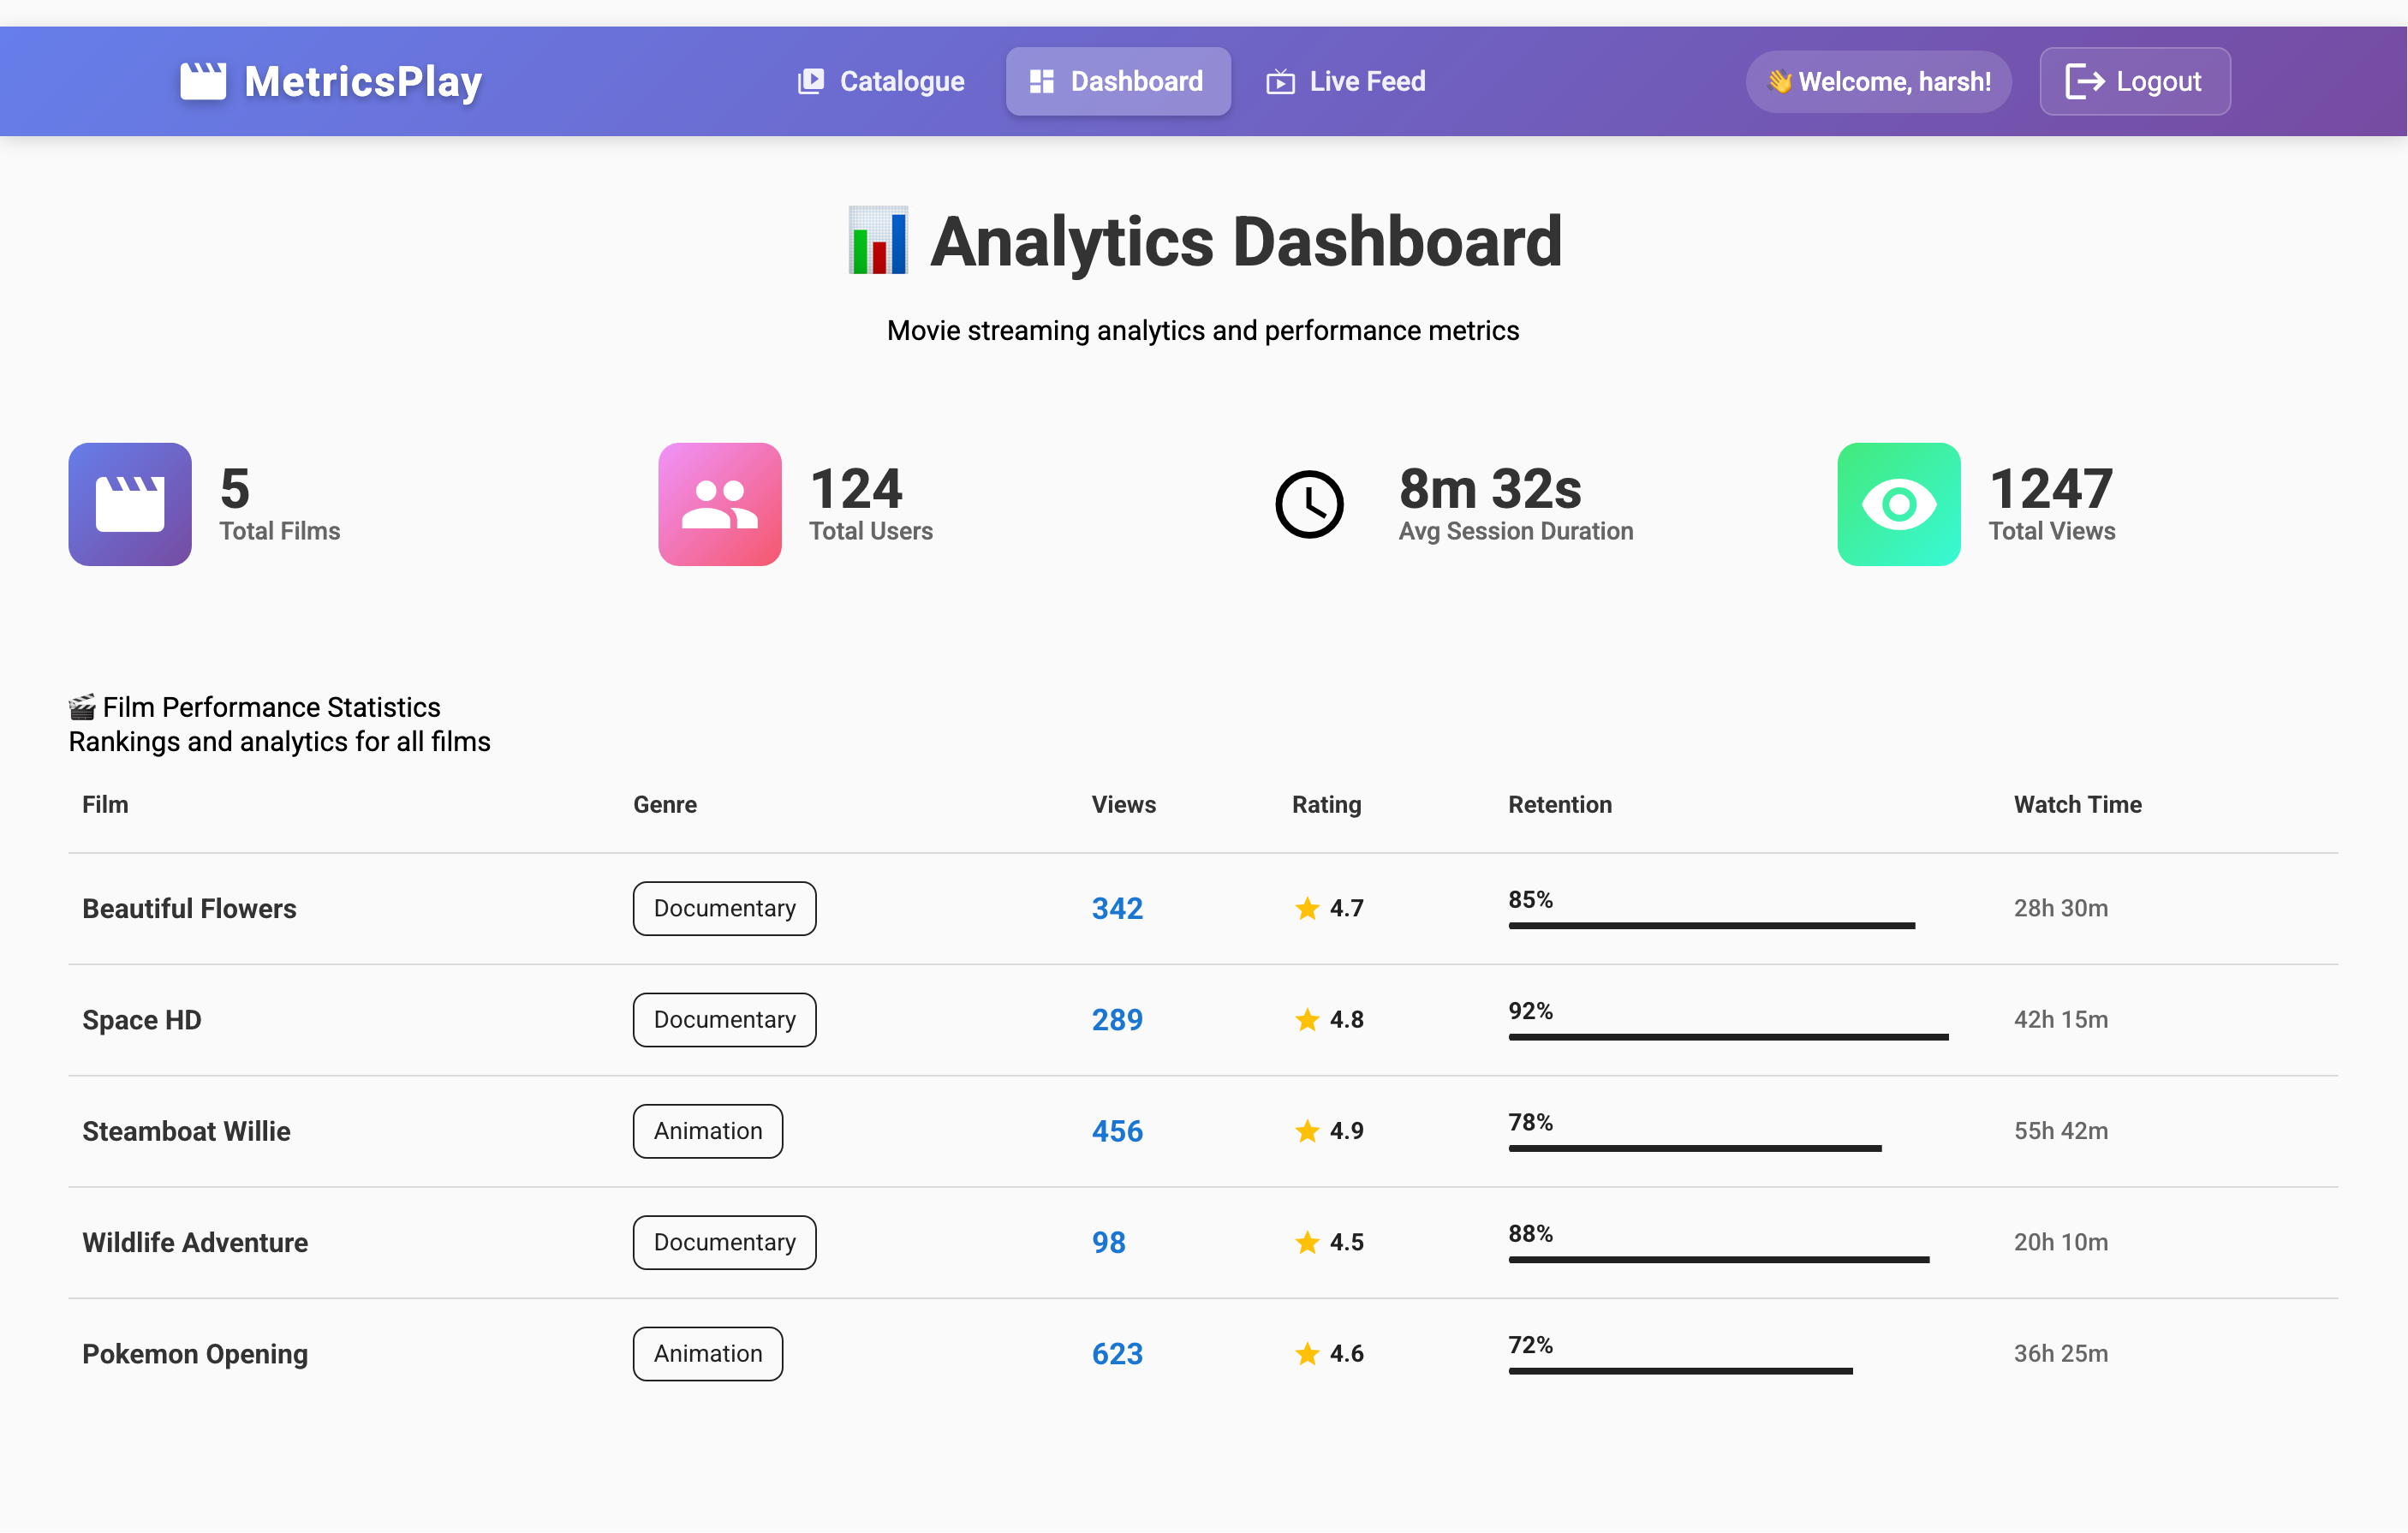 MetricsPlay
Catalogue
Dashboard
Live Feed
👋 Welcome, harsh!
Logout
📊 Analytics Dashboard
Movie streaming analytics and performance metrics
5
Total Films
124
Total Users
8m 32s
Avg Session Duration
1247
Total Views
🎬 Film Performance Statistics
Rankings and analytics for all films
Film Genre Views Rating Retention Watch Time
Beautiful Flowers Documentary 342 4.7 85% 28h 30m
Space HD Documentary 289 4.8 92% 42h 15m
Steamboat Willie Animation 456 4.9 78% 55h 42m
Wildlife Adventure Documentary 98 4.5 88% 20h 10m
Pokemon Opening Animation 623 4.6 72% 36h 25m